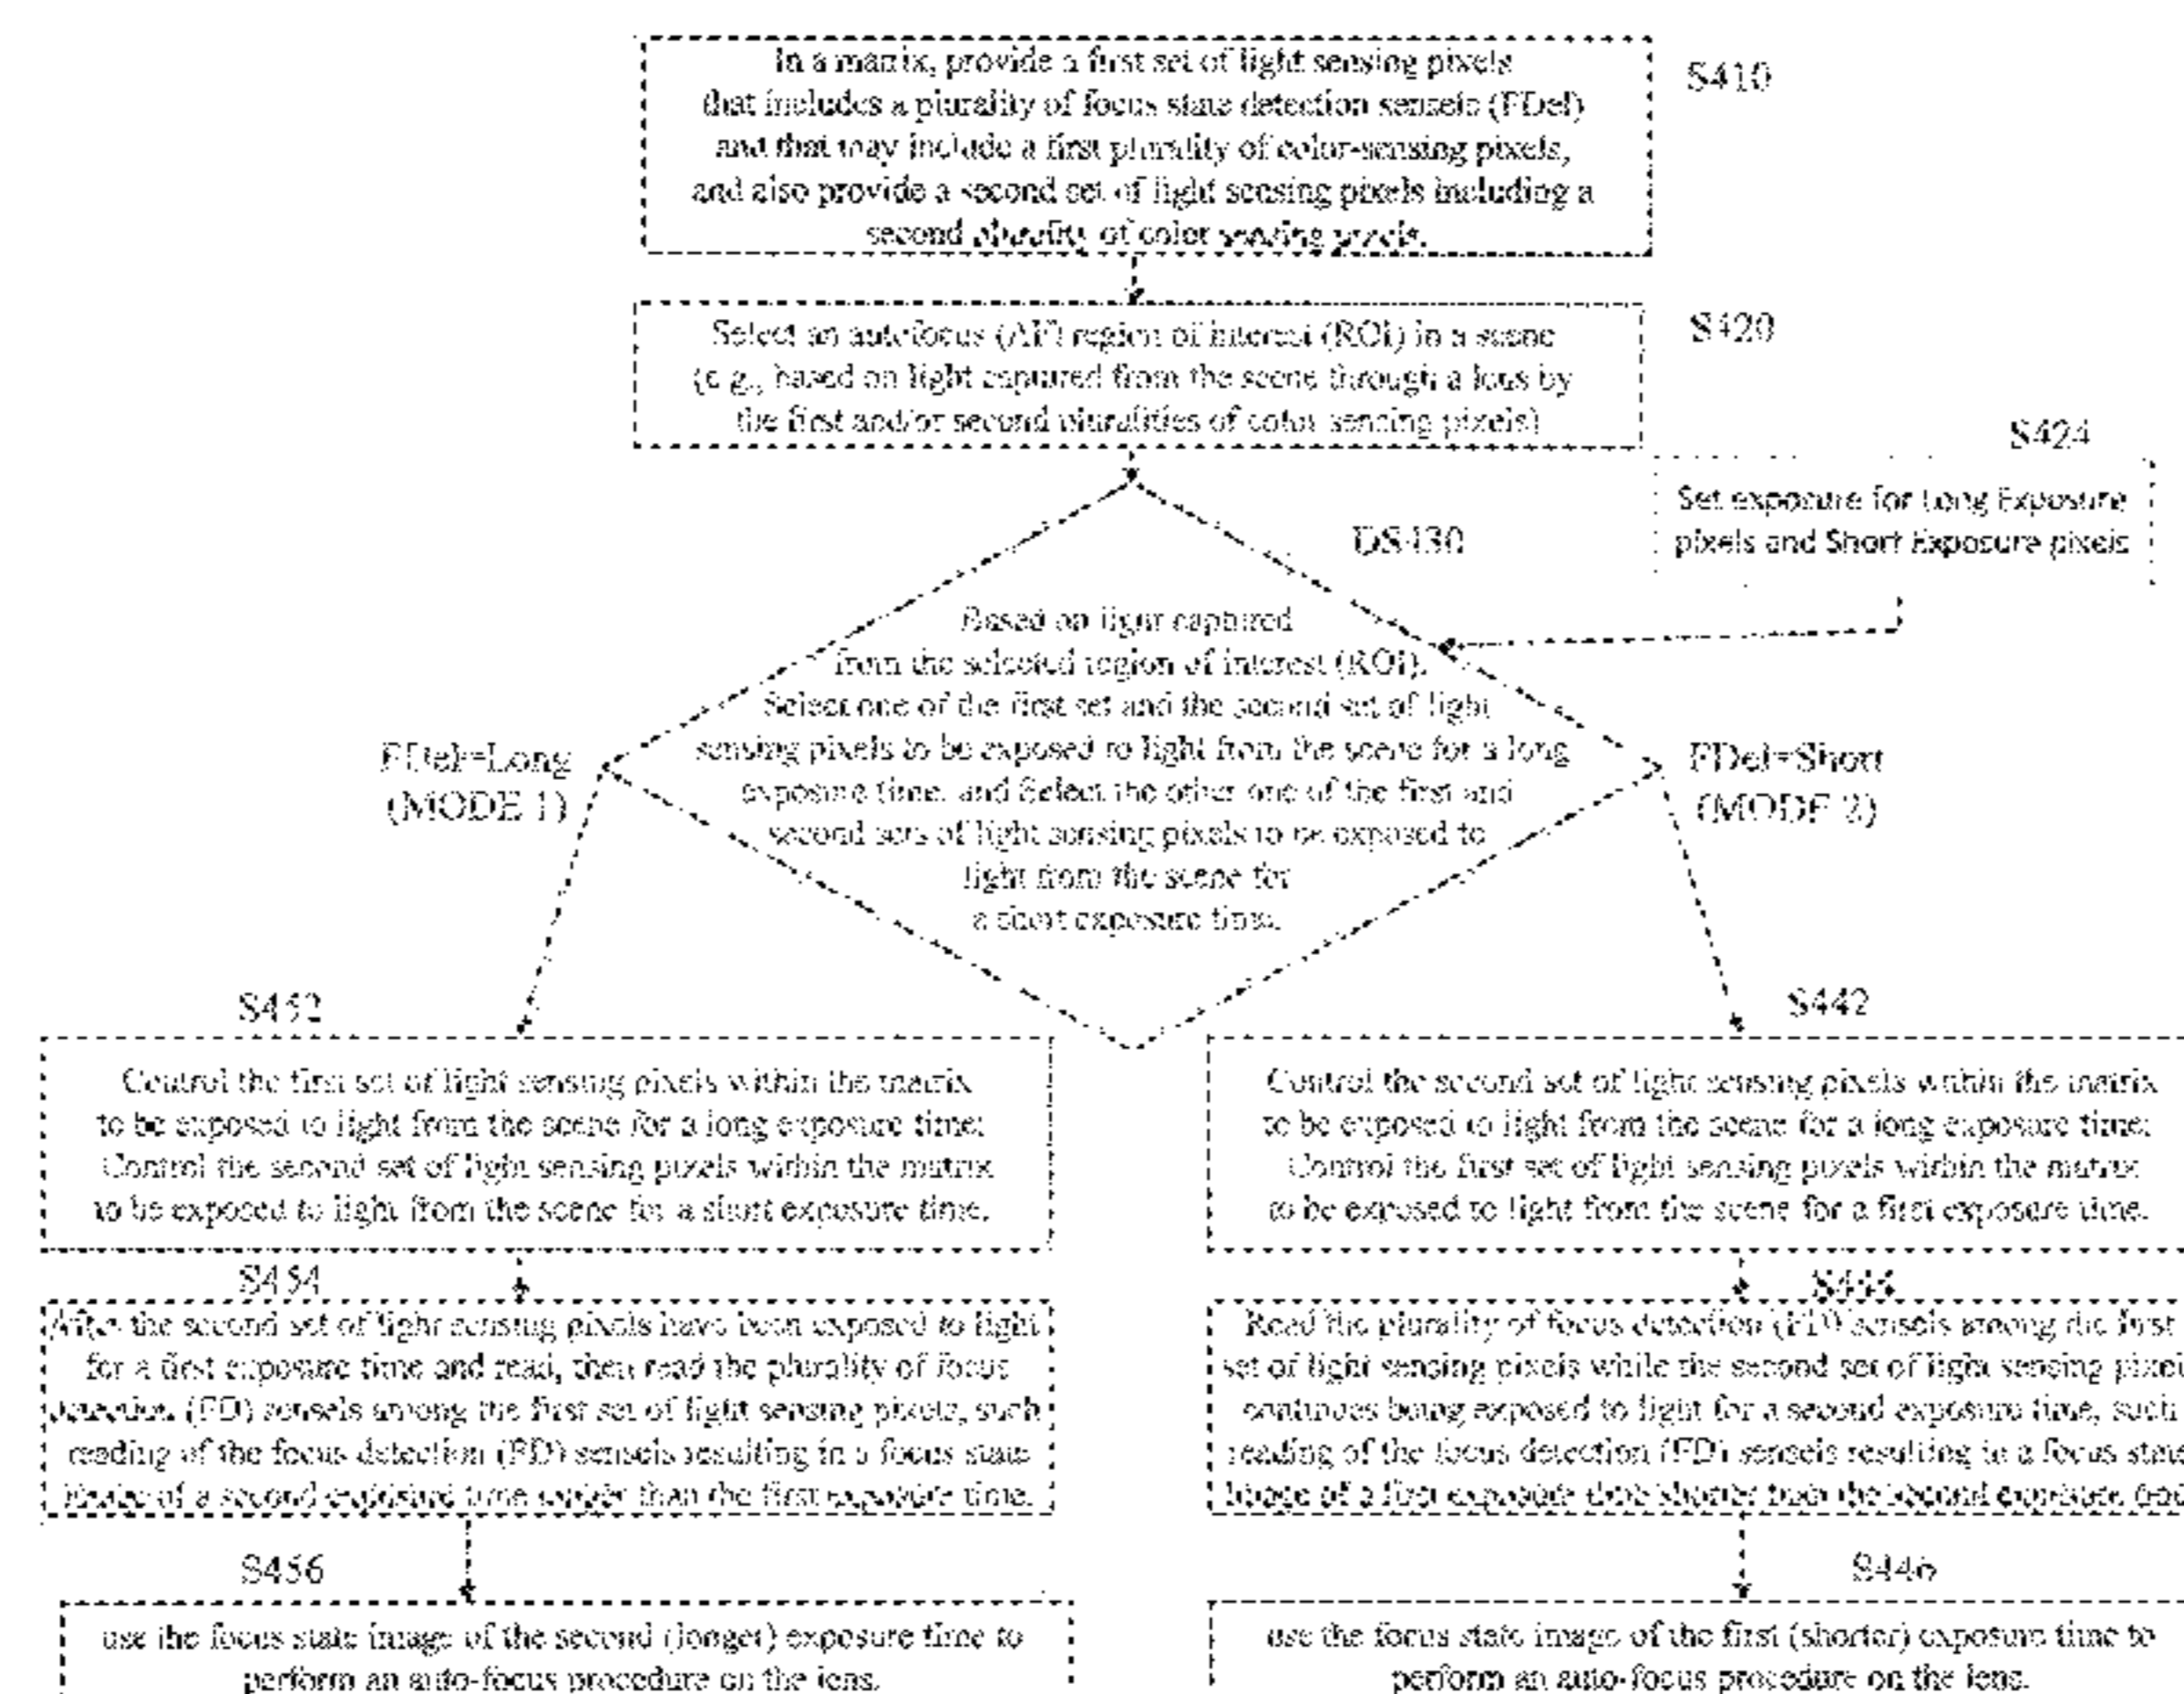 In a matrix, provide a first set of light sensing pixels
S410
that includes a plurality of focus state detection sensels (FDel)
and that may include a first plurality of color-sensing pixels,
and also provide a second set of light sensing pixels including a
second plurality of color sensing pixels.
Select an autofocus (AF) region of interest (ROI) in a scene
S420
(e.g., based on light captured from the scene through a lens by
the first and/or second pluralities of color sensing pixels)
S424
Set exposure for Long Exposure
pixels and Short Exposure pixels
DS430
Based on light captured
from the selected region of interest (ROI),
Select one of the first set and the second set of light
sensing pixels to be exposed to light from the scene for a long
exposure time, and Select the other one of the first and
second sets of light sensing pixels to be exposed to
light from the scene for
a short exposure time.
FDel=Long
(MODE 1)
FDel=Short
(MODE 2)
S452
Control the first set of light sensing pixels within the matrix
to be exposed to light from the scene for a long exposure time;
Control the second set of light sensing pixels within the matrix
to be exposed to light from the scene for a short exposure time.
S454
After the second set of light sensing pixels have been exposed to light
for a first exposure time and read, then read the plurality of focus
detection (FD) sensels among the first set of light sensing pixels, such
reading of the focus detection (FD) sensels resulting in a focus state
image of a second exposure time longer than the first exposure time.
S456
use the focus state image of the second (longer) exposure time to
perform an auto-focus procedure on the lens.
S442
Control the second set of light sensing pixels within the matrix
to be exposed to light from the scene for a long exposure time;
Control the first set of light sensing pixels within the matrix
to be exposed to light from the scene for a first exposure time.
S444
Read the plurality of focus detection (FD) sensels among the first
set of light sensing pixels while the second set of light sensing
continues being exposed to light for a second exposure time, such
reading of the focus detection (FD) sensels resulting in a focus state
image of a first exposure time shorter than the second exposure
S446
use the focus state image of the first (shorter) exposure time to
perform an auto-focus procedure on the lens.